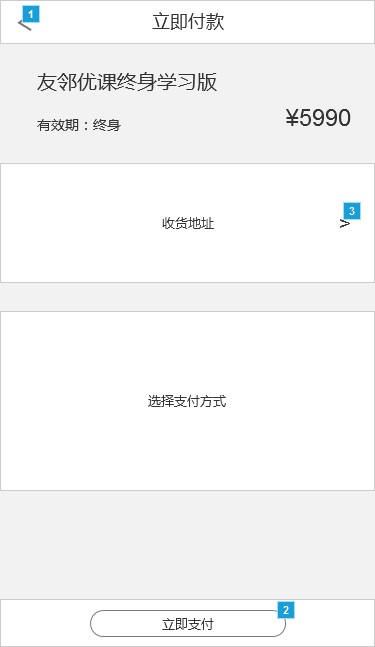 1
< 立即付款
友邻优课终身学习版
有效期：终身
¥5990
收货地址
3
>
选择支付方式
立即支付
2